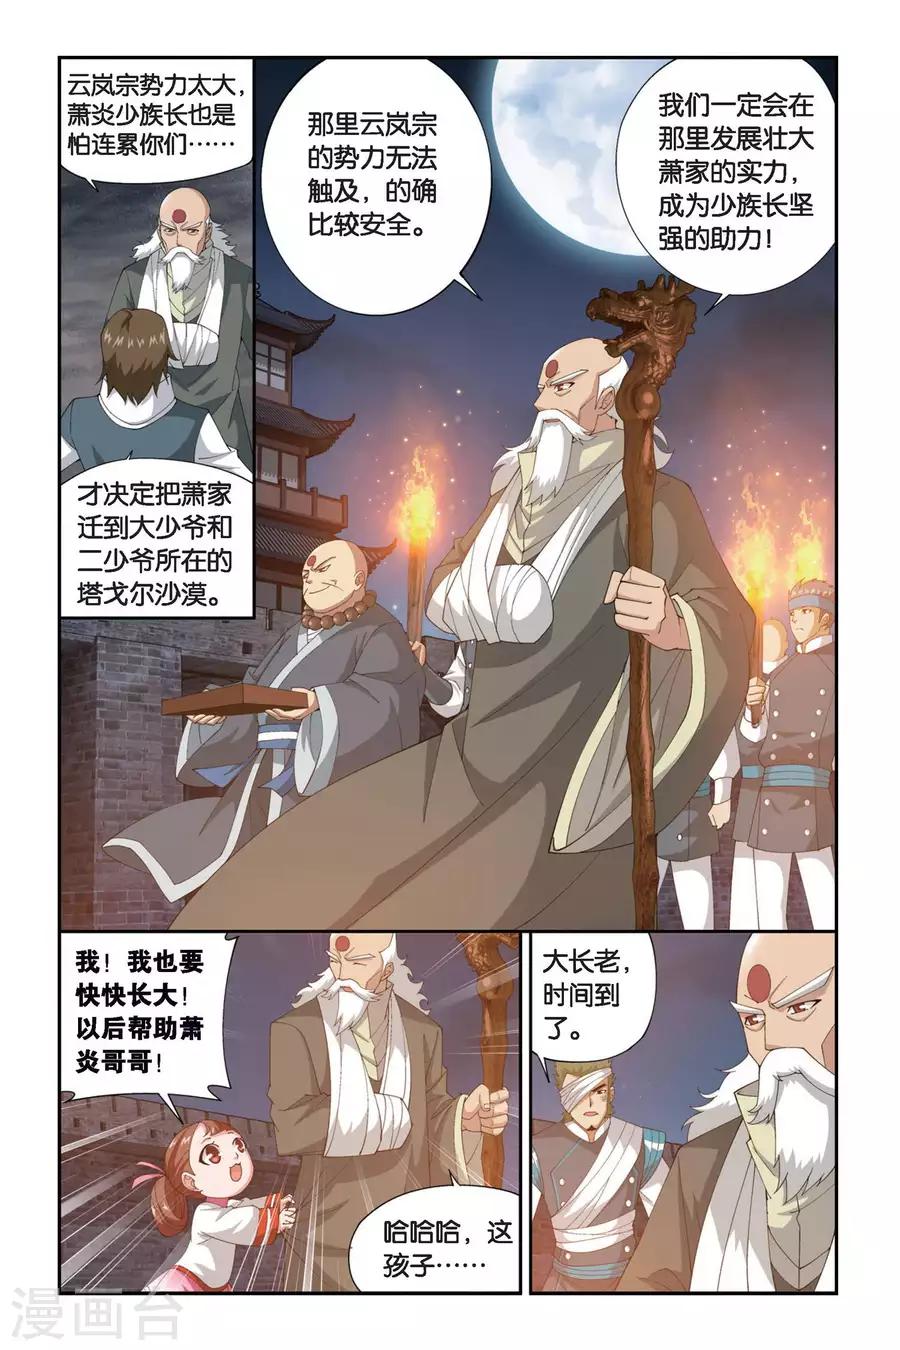 云岚宗势力太大，
萧炎少族长也是
怕连累你们……
才决定把萧家
迁到大少爷和
二少爷所在的
塔戈尔沙漠。
那里云岚宗
的势力无法
触及，的确
比较安全。
我们一定会在
那里发展壮大
萧家的实力，
成为少族长坚
强的助力！
我！我也要
快快长大！
以后帮助萧
炎哥哥！
哈哈哈，这
孩子……
大长老，
时间到
了。
漫画台